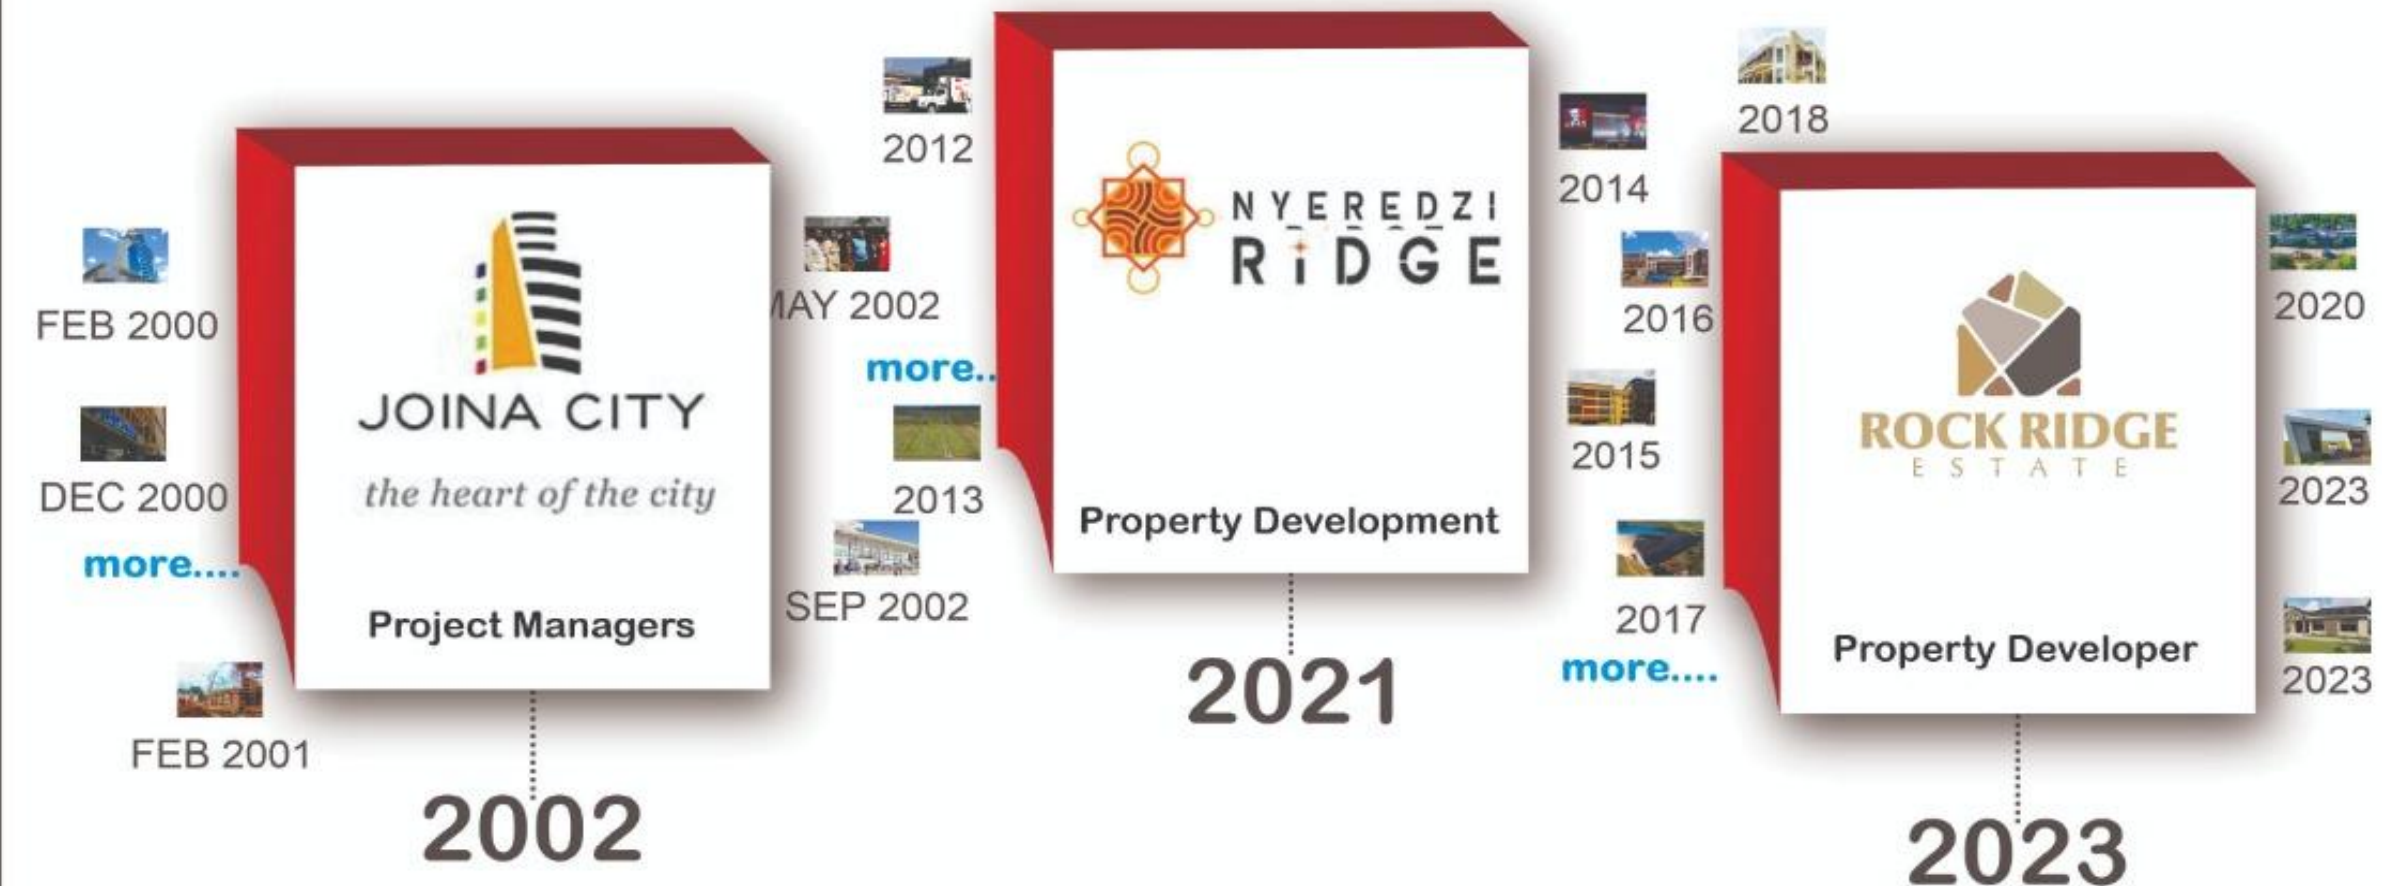 FEB 2000
DEC 2000
more....
FEB 2001
JOINA CITY
the heart of the city
Project Managers
2002
2012
MAY 2002
more..
2013
SEP 2002
NYEREDZI
RiDGE
Property Development
2021
2014
2018
2016
2015
2017
more....
ROCK RIDGE
ESTATE
Property Developer
2023
2020
2023
2023